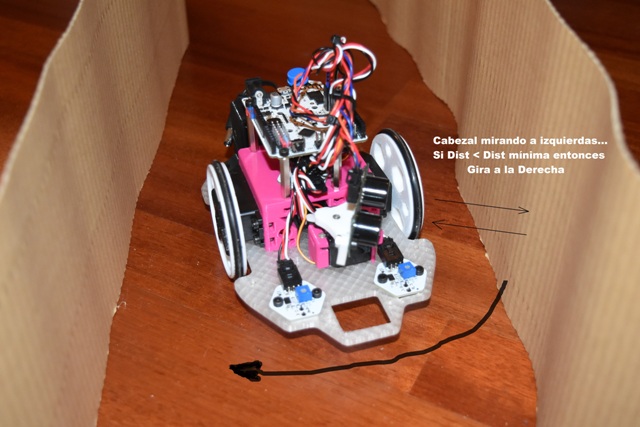 Cabezal mirando a izquierdas...
Si Dist < Dist mínima entonces
Gira a la Derecha